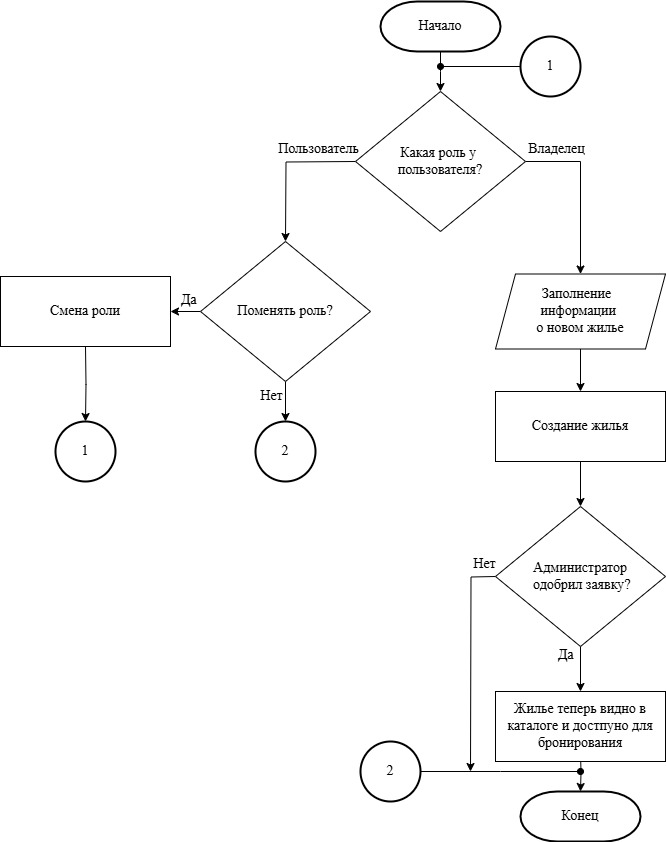 Начало
1
Какая роль у
пользователя?
Пользователь
Владелец
Поменять роль?
Да
Смена роли
Заполнение
информации
о новом жилье
Нет
1
2
Создание жилья
Администратор
одобрил заявку?
Нет
Да
Жилье теперь видно в
каталоге и достпуно для
бронирования
2
Конец